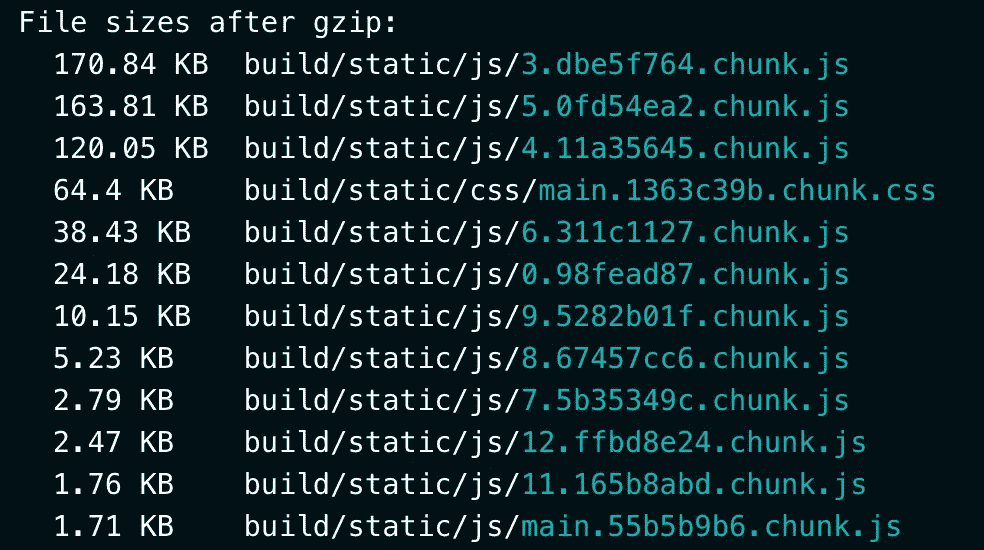 File sizes after gzip:
170.84 KB build/static/js/3.dbe5f764.chunk.js
163.81 KB build/static/js/5.0fd54ea2.chunk.js
120.05 KB build/static/js/4.11a35645.chunk.js
64.4 KB build/static/css/main.1363c39b.chunk.css
38.43 KB build/static/js/6.311c1127.chunk.js
24.18 KB build/static/js/0.98fead87.chunk.js
10.15 KB build/static/js/9.5282b01f.chunk.js
5.23 KB build/static/js/8.67457cc6.chunk.js
2.79 KB build/static/js/7.5b35349c.chunk.js
2.47 KB build/static/js/12.ffbd8e24.chunk.js
1.76 KB build/static/js/11.165b8abd.chunk.js
1.71 KB build/static/js/main.55b5b9b6.chunk.js